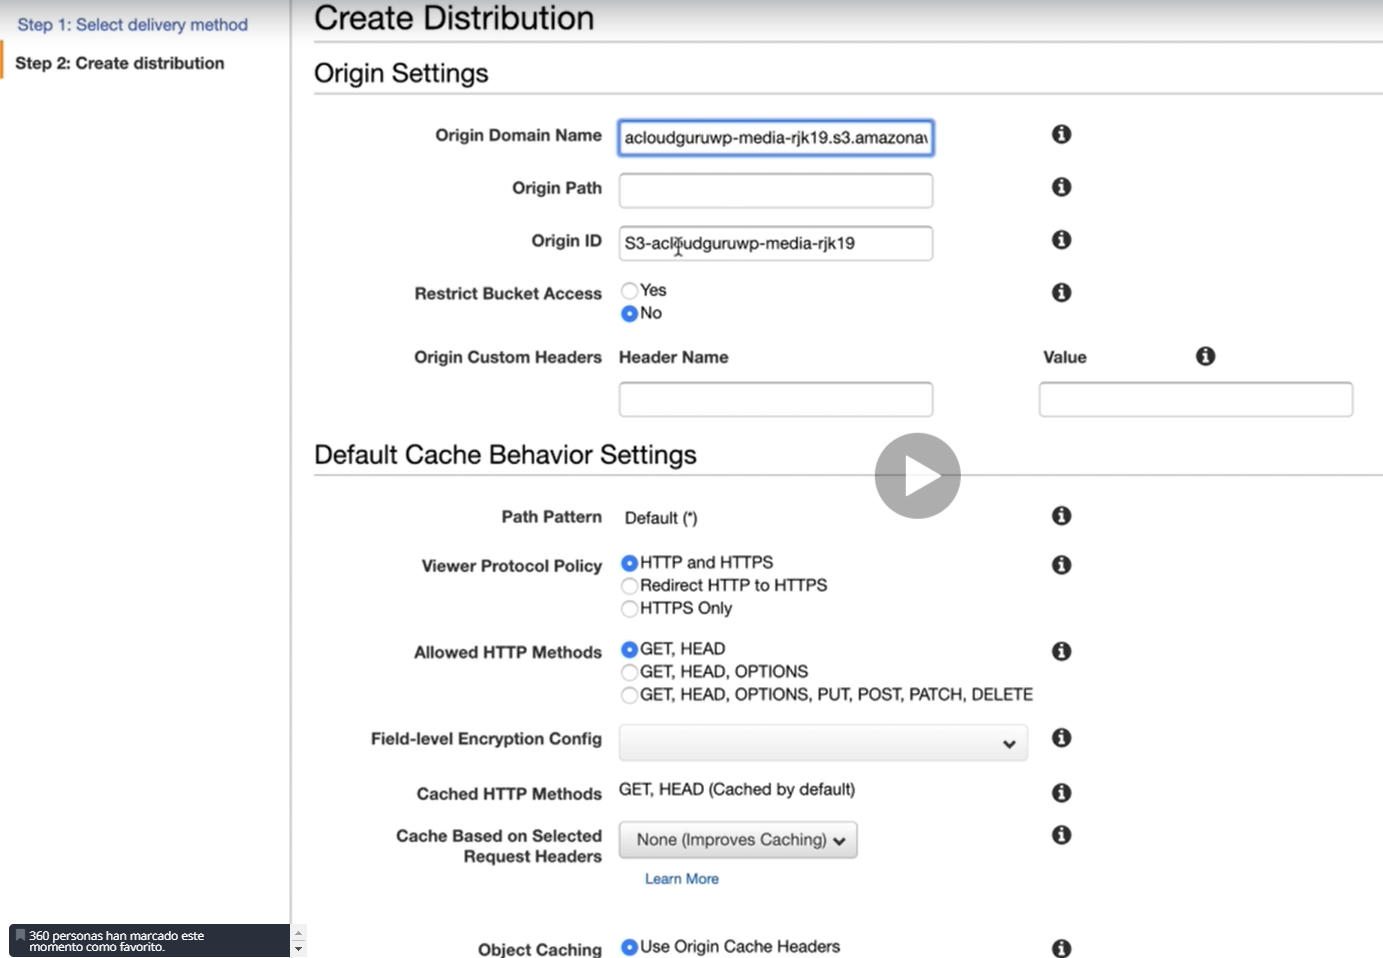 Step 1: Select delivery method
Step 2: Create distribution
Create Distribution
Origin Settings
Origin Domain Name acloudguruwp-media-rjk19.s3.amazona
Origin Path
Origin ID S3-acloudguruwp-media-rjk19
Restrict Bucket Access Yes
No
Origin Custom Headers Header Name Value
Default Cache Behavior Settings
Path Pattern Default (*)
Viewer Protocol Policy HTTP and HTTPS
Redirect HTTP to HTTPS
HTTPS Only
Allowed HTTP Methods GET, HEAD
GET, HEAD, OPTIONS
GET, HEAD, OPTIONS, PUT, POST, PATCH, DELETE
Field-level Encryption Config
Cached HTTP Methods GET, HEAD (Cached by default)
Cache Based on Selected Request Headers None (Improves Caching)
Learn More
Object Caching Use Origin Cache Headers
360 personas han marcado este
momento como favorito.